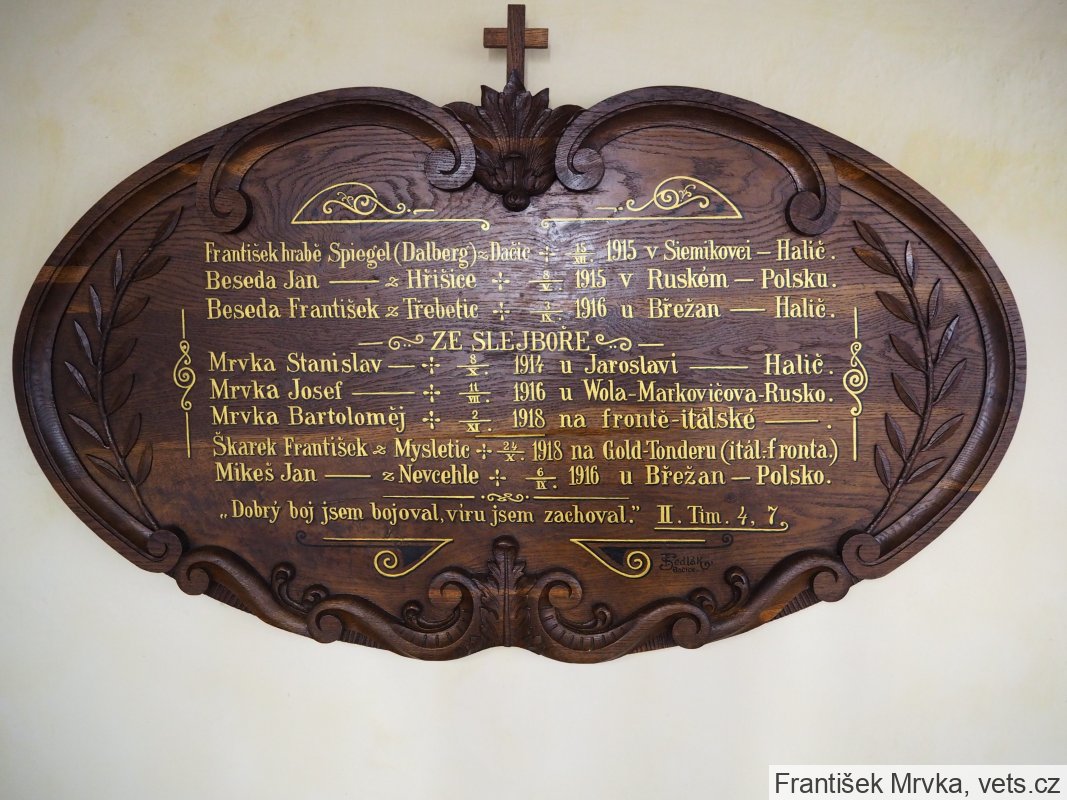 František hrabě Spiegel (Dalberg) z Dačic ⁘ 15/XII. 1915 v Siemikovci — Halič.
Beseda Jan — z Hřišice ⁘ 8/X. 1915 v Ruském — Polsku.
Beseda František z Třebetic ⁘ 3/IX. 1916 u Břežan — Halič.
ZE SLEJBOŘE
Mrvka Stanislav — ⁘ 8/X. 1914 u Jaroslavi — Halič.
Mrvka Josef — ⁘ 11/VII. 1916 u Wola-Markovičova-Rusko.
Mrvka Bartoloměj ⁘ 2/XI. 1918 na frontě-itálské —.
Škarek František z Mysletic ⁘ 24/X. 1918 na Gold-Tonderu (itál.-fronta.)
Mikeš Jan — z Nevcehle ⁘ 6/IX. 1916 u Břežan — Polsko.
„Dobrý boj jsem bojoval, víru jsem zachoval." II. Tim. 4, 7.
Sedlák
Dačice.
František Mrvka, vets.cz